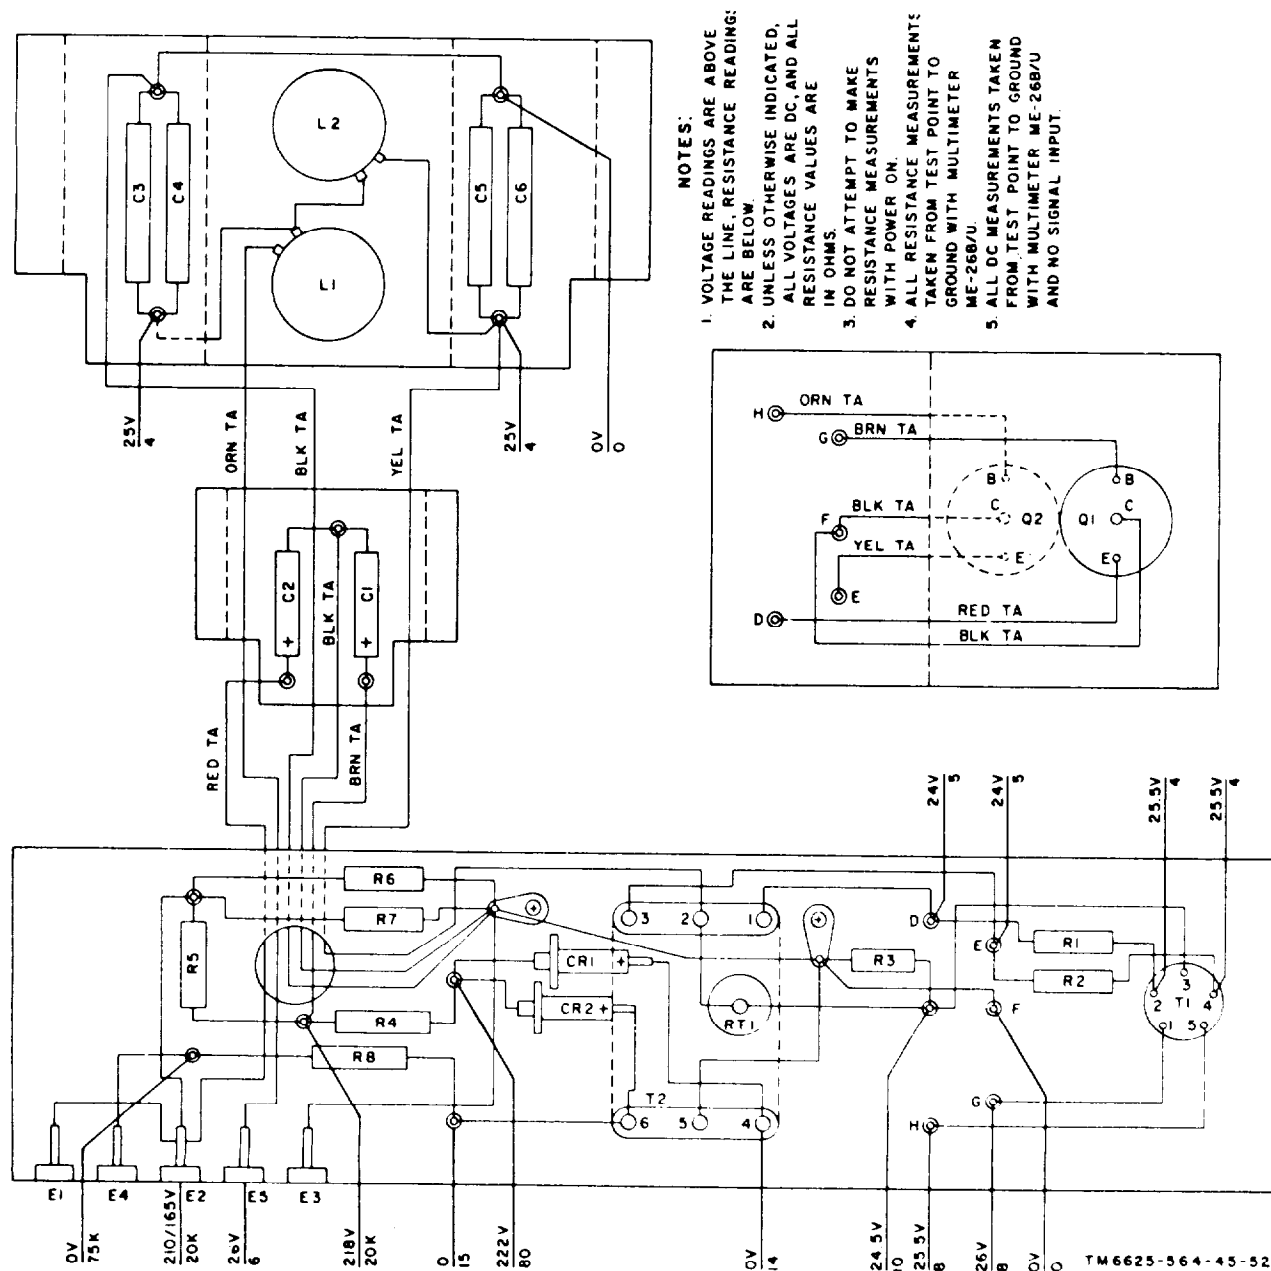 NOTES:
1. VOLTAGE READINGS ARE ABOVE
THE LINE, RESISTANCE READINGS
ARE BELOW.
2. UNLESS OTHERWISE INDICATED,
ALL VOLTAGES ARE DC, AND ALL
RESISTANCE VALUES ARE
IN OHMS.
3. DO NOT ATTEMPT TO MAKE
RESISTANCE MEASUREMENTS
WITH POWER ON.
4. ALL RESISTANCE MEASUREMENTS
TAKEN FROM TEST POINT TO
GROUND WITH MULTIMETER
ME-26B/U.
5. ALL DC MEASUREMENTS TAKEN
FROM TEST POINT TO GROUND
WITH MULTIMETER ME-26B/U
AND NO SIGNAL INPUT.
C3
C4
L2
L1
C5
C6
25V
4
25V
4
0V
0
ORN TA
BLK TA
YEL TA
C2
+
BLK TA
C1
+
RED TA
BRN TA
H
ORN TA
G
BRN TA
B
B
C
C
F
BLK TA
Q2
Q1
YEL TA
E
E
E
D
RED TA
BLK TA
24V
5
24V
5
25.5V
4
25.5V
4
R6
R7
R5
R4
R8
+
CR1 +
CR2 +
3
2
1
+
R3
RT1
T2
6
5
4
D
E
F
G
H
R1
R2
3
2
T1
4
1
5
E1
E4
E2
E5
E3
0V
75K
210/165V
20K
26V
6
218V
20K
0
15
222V
80
0V
14
24.5V
10
25.5V
8
26V
8
0V
0
TM6625-564-45-52